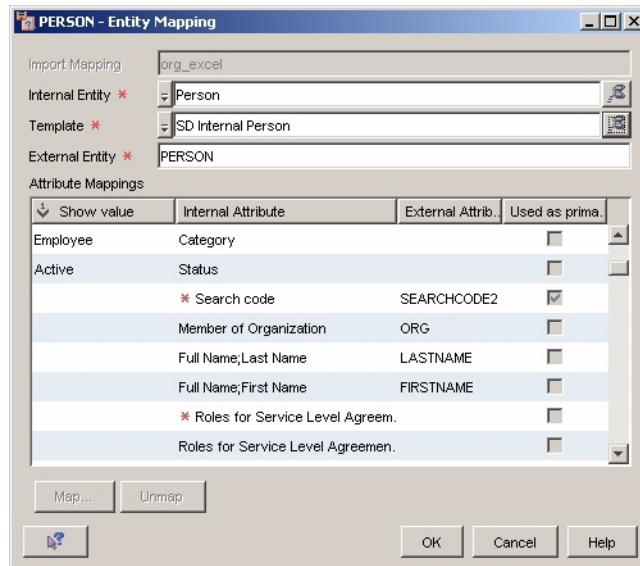 PERSON - Entity Mapping
Import Mapping org_excel
Internal Entity * Person
Template * SD Internal Person
External Entity * PERSON
Attribute Mappings
1 Show value Internal Attribute External Attrib.. Used as prima.
Employee Category
Active Status
* Search code SEARCHCODE2
Member of Organization ORG
Full Name;Last Name LASTNAME
Full Name;First Name FIRSTNAME
* Roles for Service Level Agreem.
Roles for Service Level Agreemen.
Map... Unmap
? OK Cancel Help